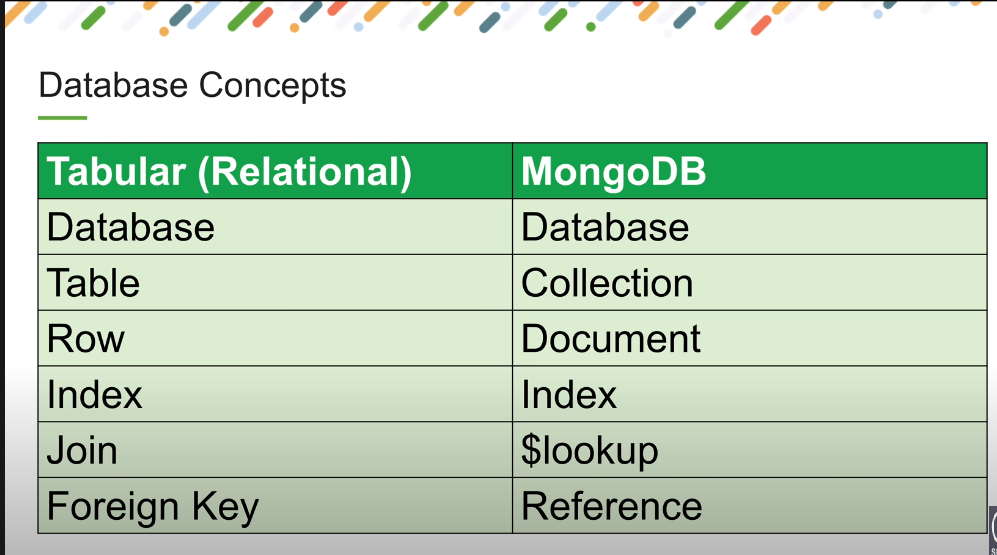 Database Concepts
Tabular (Relational) MongoDB
Database Database
Table Collection
Row Document
Index Index
Join $lookup
Foreign Key Reference